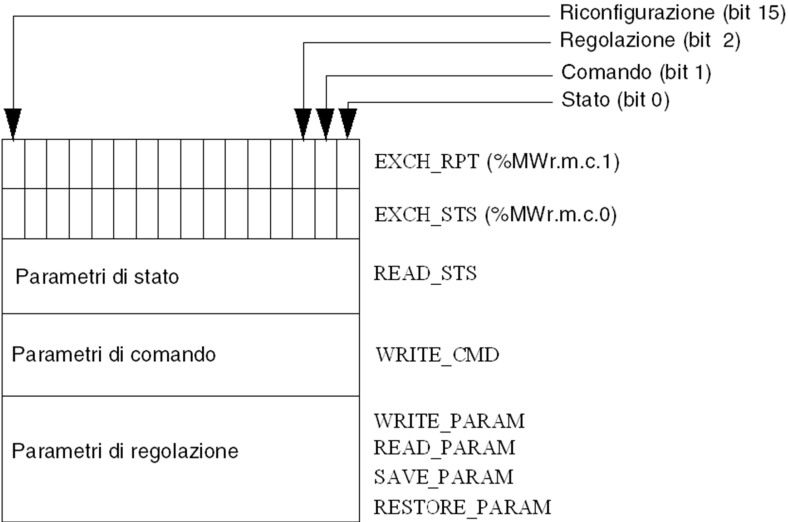 Riconfigurazione (bit 15)
Regolazione (bit 2)
Comando (bit 1)
Stato (bit 0)
EXCH_RPT (%MWr.m.c.1)
EXCH_STS (%MWr.m.c.0)
Parametri di stato READ_STS
Parametri di comando WRITE_CMD
WRITE_PARAM
Parametri di regolazione READ_PARAM
SAVE_PARAM
RESTORE_PARAM